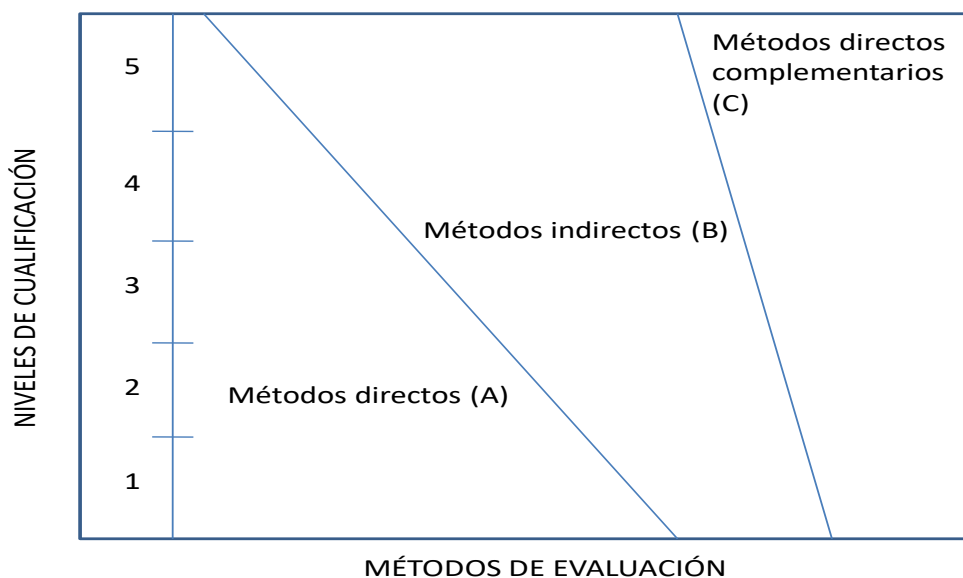 NIVELES DE CUALIFICACIÓN
5
4
3
2
1
Métodos directos
complementarios
(C)
Métodos indirectos (B)
Métodos directos (A)
MÉTODOS DE EVALUACIÓN